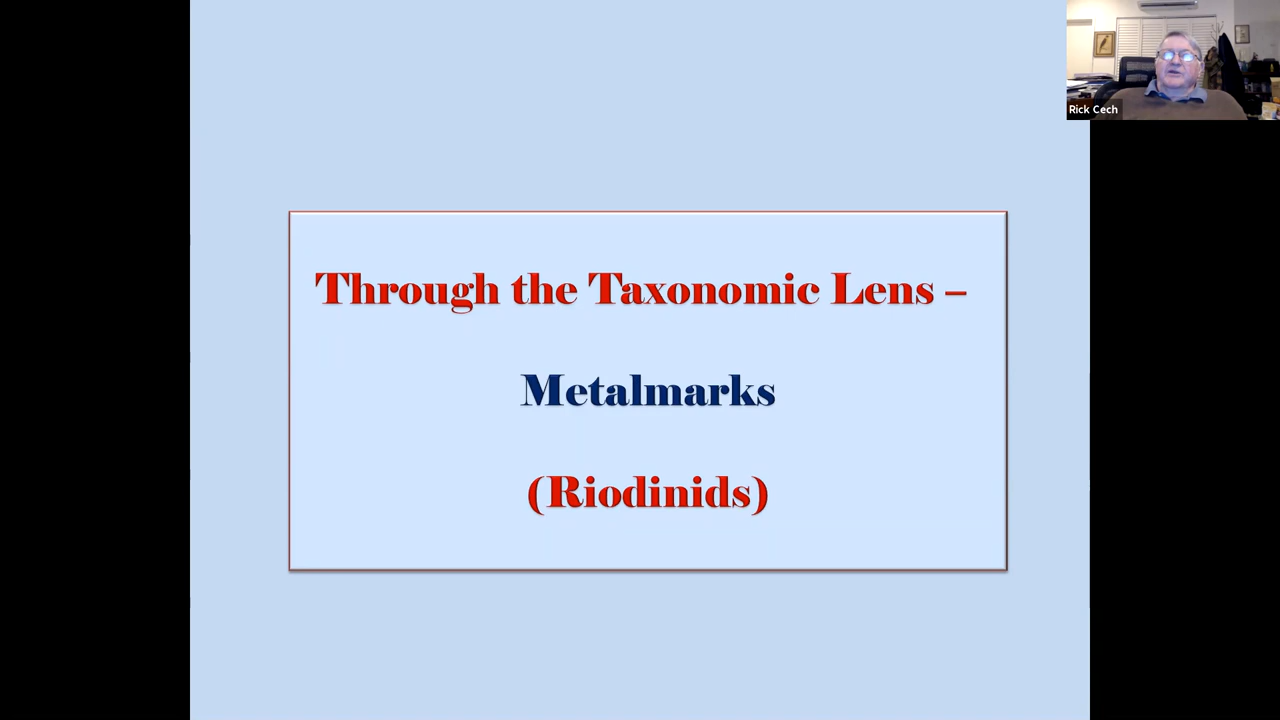 Rick Cech
Through the Taxonomic Lens –
Metalmarks
(Riodinids)